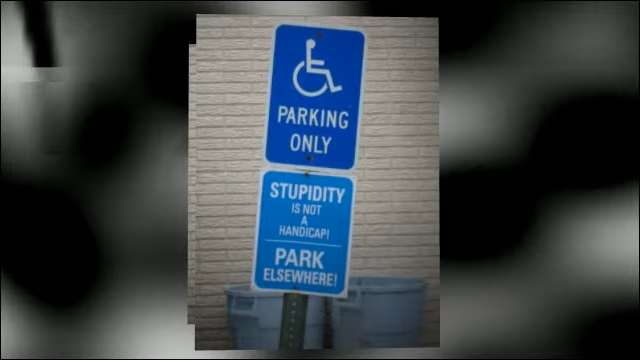 PARKING
ONLY
STUPIDITY
IS NOT
A
HANDICAP!
PARK
ELSEWHERE!